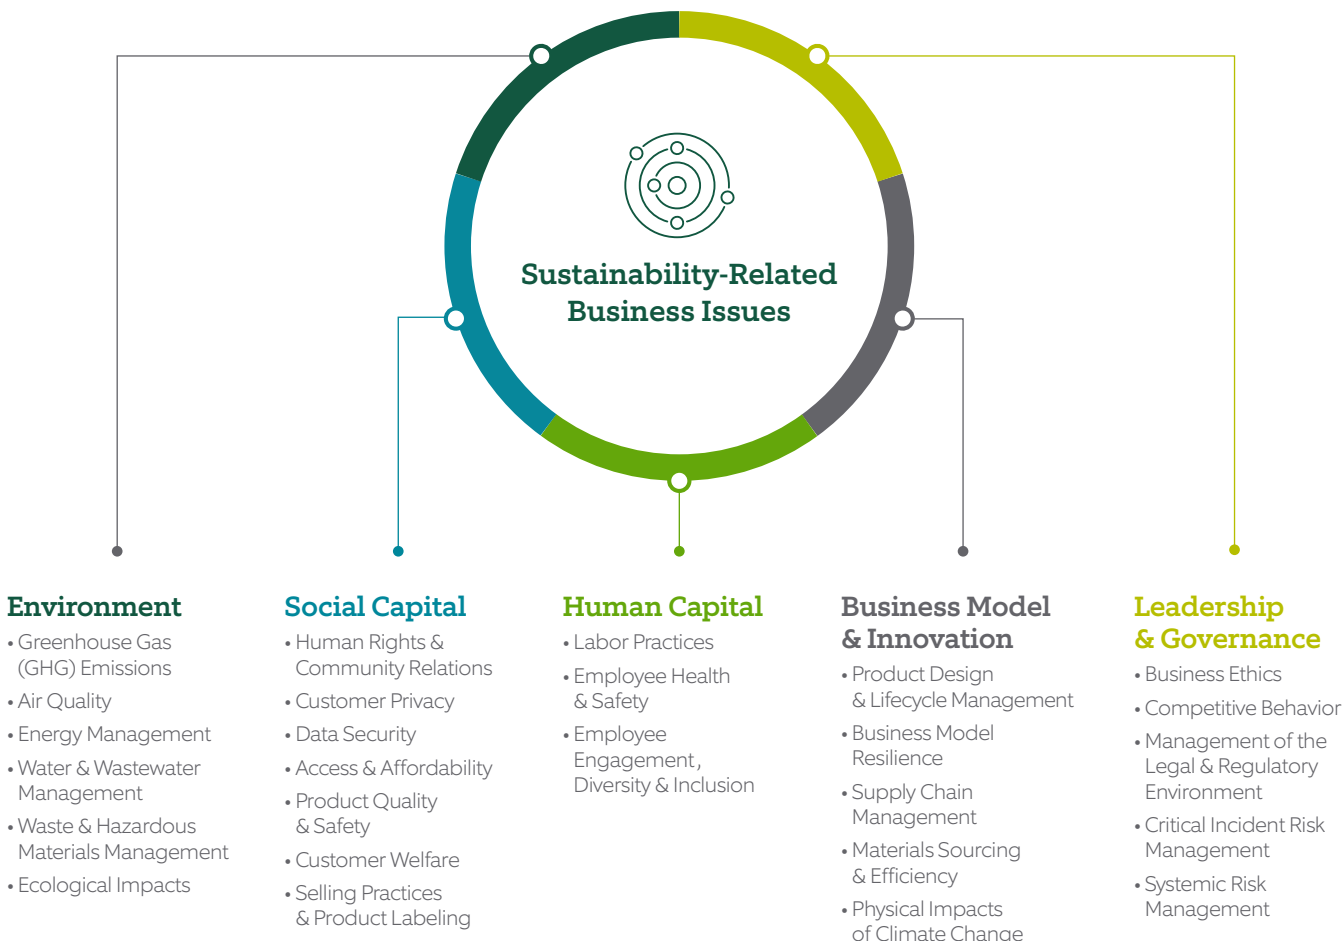 Sustainability-Related
Business Issues
Environment
• Greenhouse Gas
(GHG) Emissions
• Air Quality
• Energy Management
• Water & Wastewater
Management
• Waste & Hazardous
Materials Management
• Ecological Impacts
Social Capital
• Human Rights &
Community Relations
• Customer Privacy
• Data Security
• Access & Affordability
• Product Quality
& Safety
• Customer Welfare
• Selling Practices
& Product Labeling
Human Capital
• Labor Practices
• Employee Health
& Safety
• Employee
Engagement,
Diversity & Inclusion
Business Model
& Innovation
• Product Design
& Lifecycle Management
• Business Model
Resilience
• Supply Chain
Management
• Materials Sourcing
& Efficiency
• Physical Impacts
of Climate Change
Leadership
& Governance
• Business Ethics
• Competitive Behavior
• Management of the
Legal & Regulatory
Environment
• Critical Incident Risk
Management
• Systemic Risk
Management